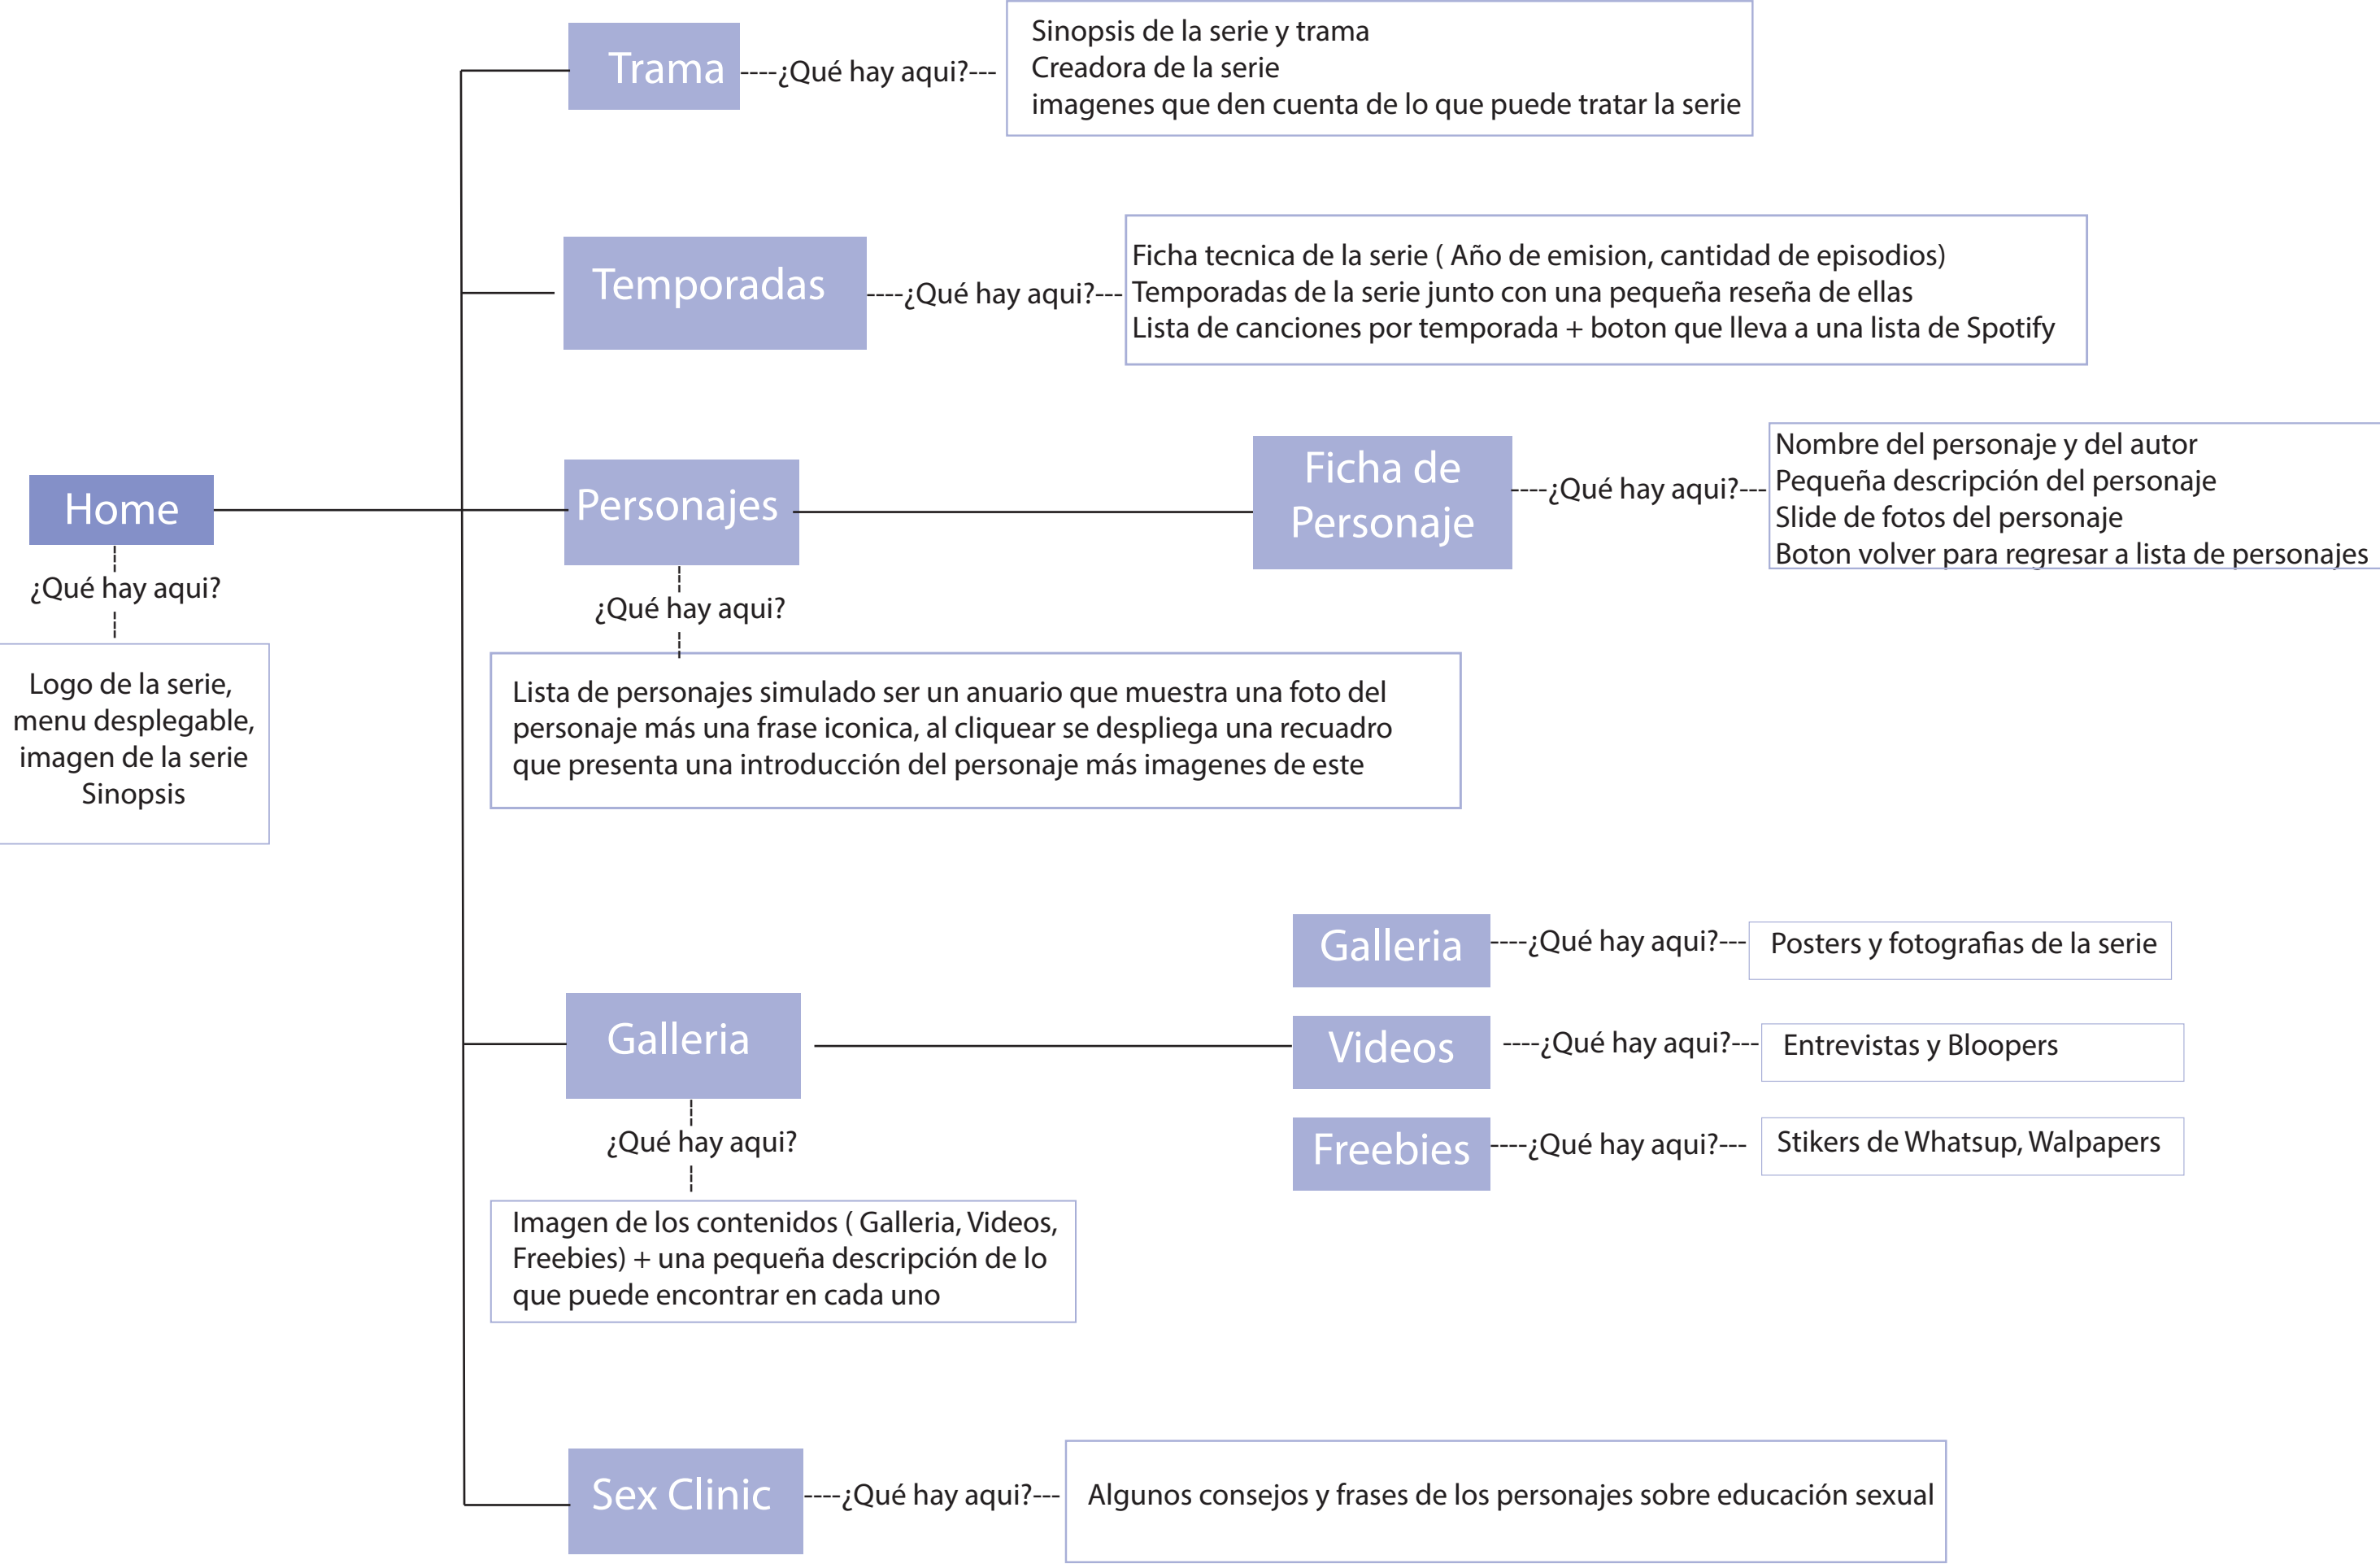 Trama
----¿Qué hay aqui?---
Sinopsis de la serie y trama
Creadora de la serie
imagenes que den cuenta de lo que puede tratar la serie
Temporadas
----¿Qué hay aqui?---
Ficha tecnica de la serie ( Año de emision, cantidad de episodios)
Temporadas de la serie junto con una pequeña reseña de ellas
Lista de canciones por temporada + boton que lleva a una lista de Spotify
Home
¿Qué hay aqui?
Logo de la serie,
menu desplegable,
imagen de la serie
Sinopsis
Personajes
¿Qué hay aqui?
Lista de personajes simulado ser un anuario que muestra una foto del
personaje más una frase iconica, al cliquear se despliega una recuadro
que presenta una introducción del personaje más imagenes de este
Ficha de
Personaje
----¿Qué hay aqui?---
Nombre del personaje y del autor
Pequeña descripción del personaje
Slide de fotos del personaje
Boton volver para regresar a lista de personajes
Galleria
¿Qué hay aqui?
Imagen de los contenidos ( Galleria, Videos,
Freebies) + una pequeña descripción de lo
que puede encontrar en cada uno
Galleria
----¿Qué hay aqui?---
Posters y fotografias de la serie
Videos
----¿Qué hay aqui?---
Entrevistas y Bloopers
Freebies
----¿Qué hay aqui?---
Stikers de Whatsup, Walpapers
Sex Clinic
----¿Qué hay aqui?---
Algunos consejos y frases de los personajes sobre educación sexual